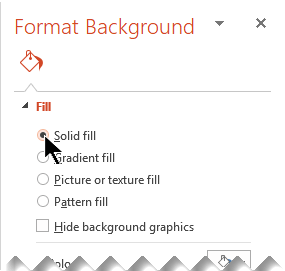 Format Background
Fill
Solid fill
Gradient fill
Picture or texture fill
Pattern fill
Hide background graphics